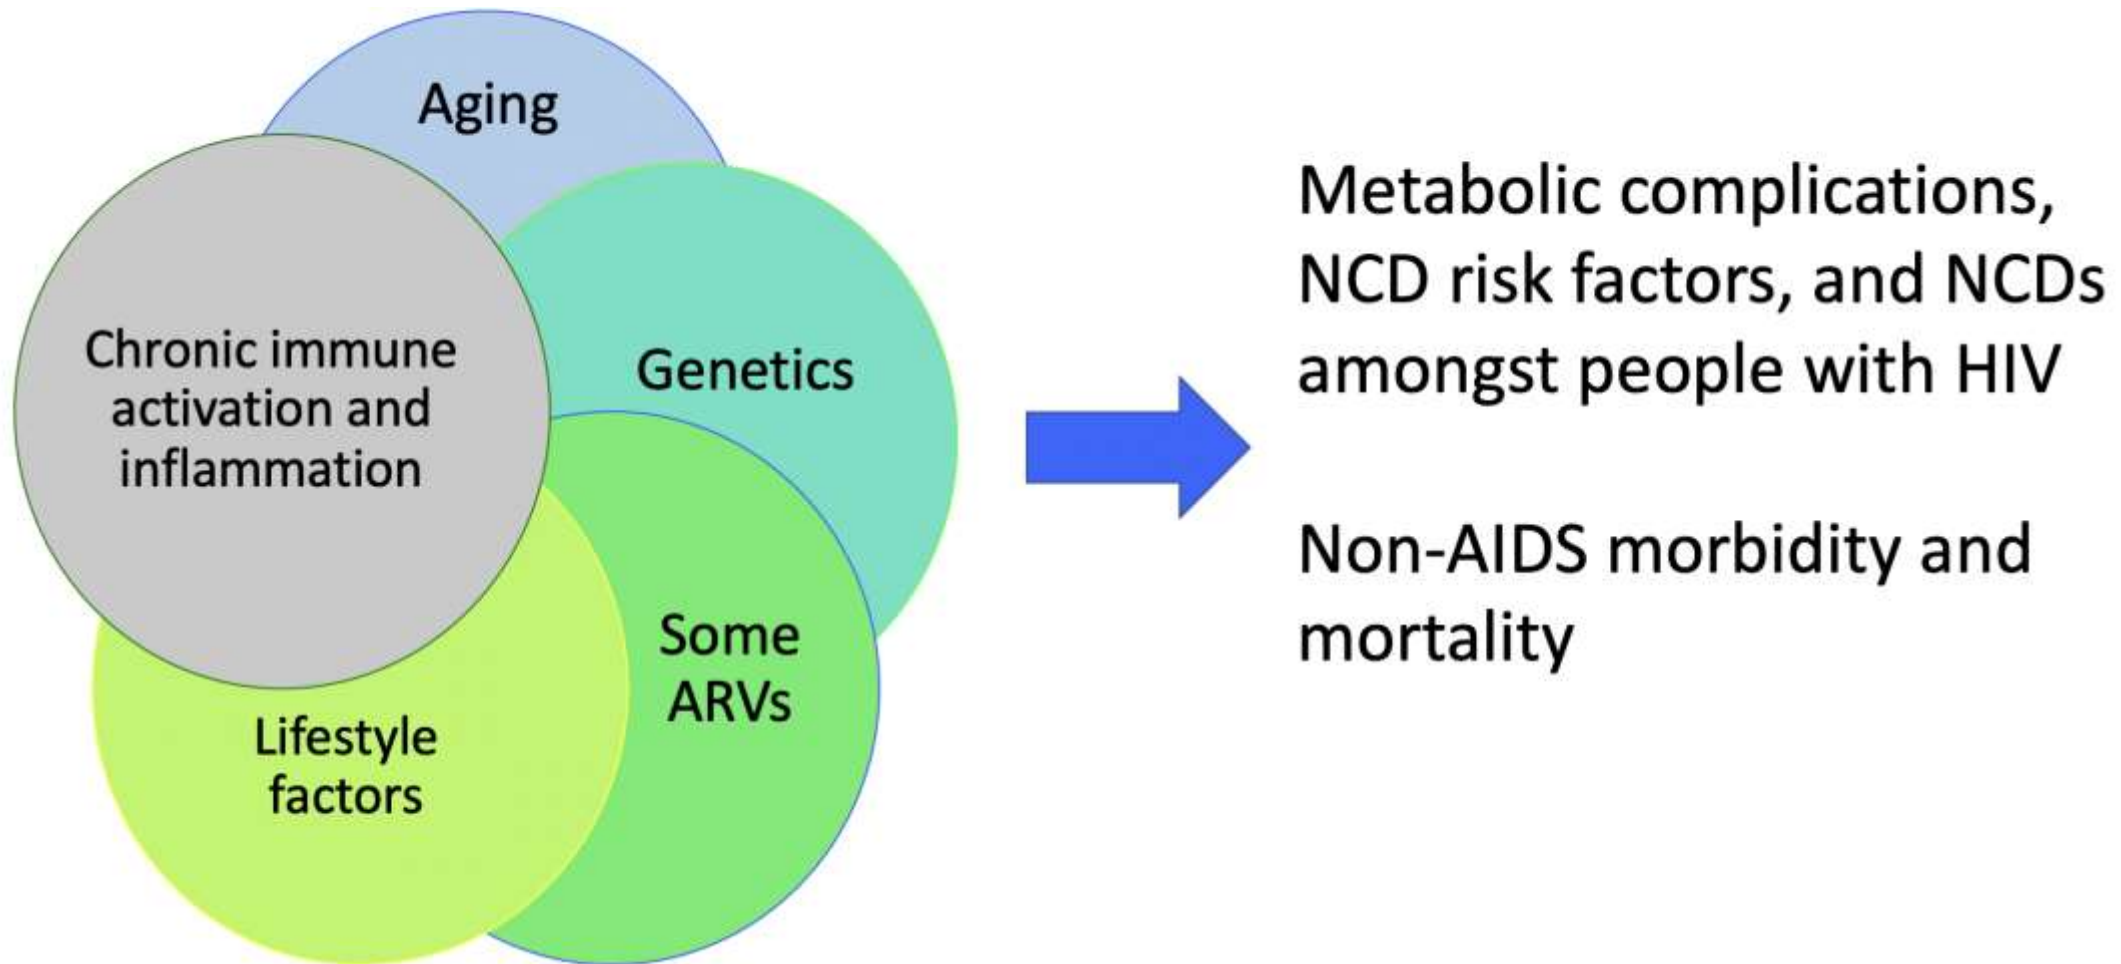 Aging
Chronic immune
activation and
inflammation
Genetics
Some
ARVs
Lifestyle
factors
Metabolic complications,
NCD risk factors, and NCDs
amongst people with HIV
Non-AIDS morbidity and
mortality